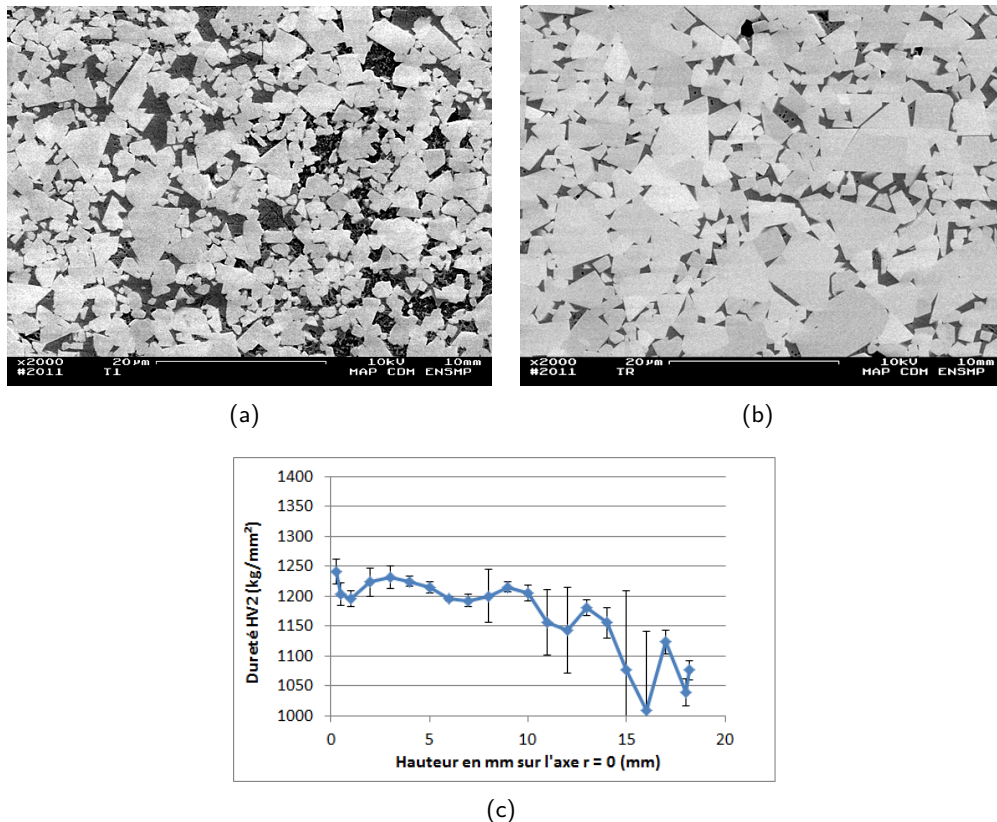 x2000 20µm 10kV 10mm
#2011 T1 MAP CDM ENSMP
x2000 20µm 10kV 10mm
#2011 TR MAP CDM ENSMP
(a)
(b)
Dureté HV2 (kg/mm²)
1400
1350
1300
1250
1200
1150
1100
1050
1000
0 5 10 15 20
Hauteur en mm sur l'axe r = 0 (mm)
(c)